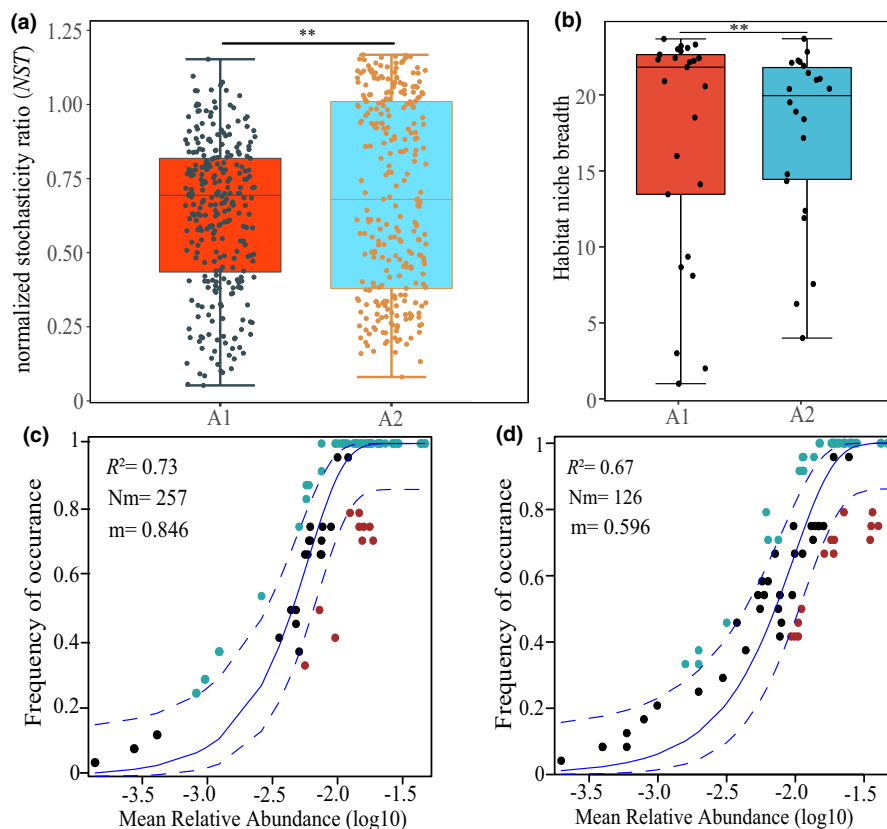 (a)
normalized stochasticity ratio (NST)
1.25
1.00
0.75
0.50
0.25
0
**
A1
A2
(b)
Habitat niche breadth
20
15
10
5
0
**
A1
A2
(c)
Frequency of occurance
1
0.8
0.6
0.4
0.2
0
R²= 0.73
Nm= 257
m= 0.846
-3.5
-3.0
-2.5
-2.0
-1.5
Mean Relative Abundance (log10)
(d)
Frequency of occurance
1
0.8
0.6
0.4
0.2
0
R²= 0.67
Nm= 126
m= 0.596
-3.5
-3.0
-2.5
-2.0
-1.5
Mean Relative Abundance (log10)